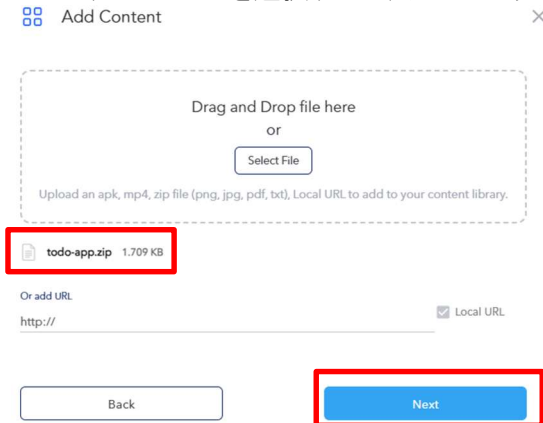 Add Content
Drag and Drop file here
or
Select File
Upload an apk, mp4, zip file (png, jpg, pdf, txt), Local URL to add to your content library.
todo-app.zip 1.709 KB
Or add URL
http://
Local URL
Back
Next